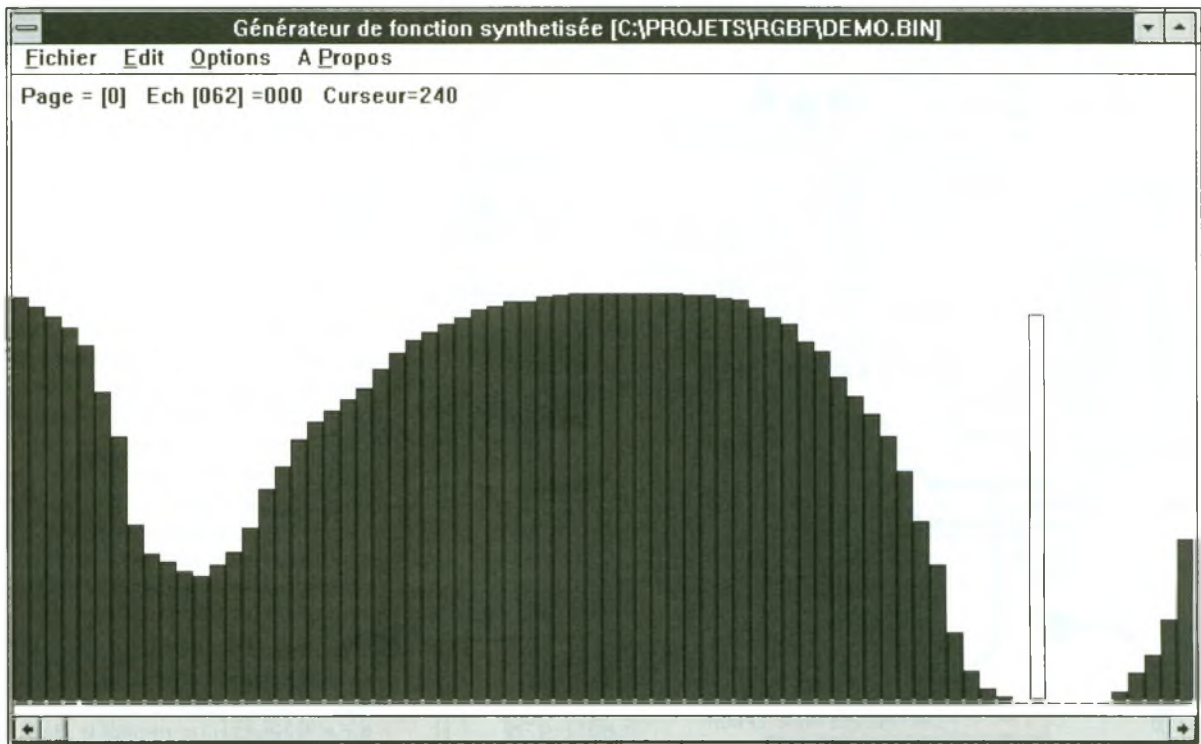 Générateur de fonction synthetisée [C:\PROJETS\RGBF\DEMO.BIN]
Fichier Edit Options A Propos
Page = [0] Ech [062] =000 Curseur=240